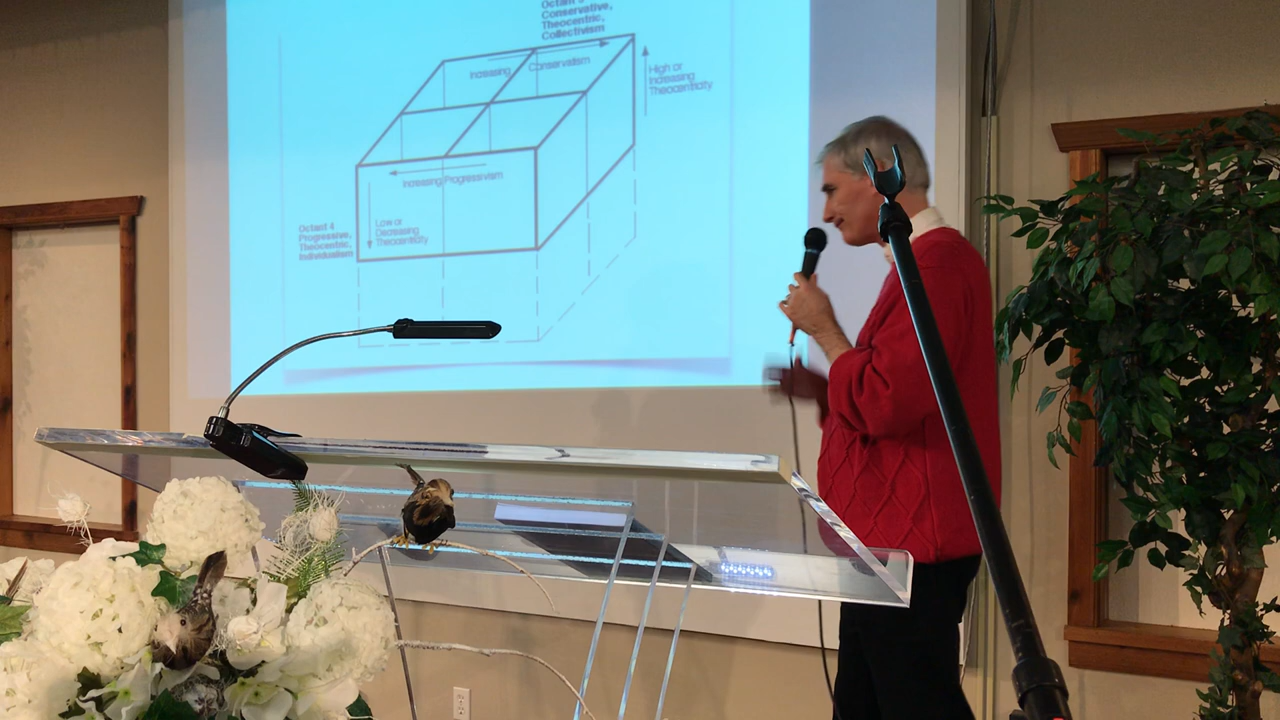 Octant 3
Conservative,
Theocentric,
Collectivism
Increasing Conservatism
High or
Increasing
Theocentricity
Increasing Progressivism
Low or
Decreasing
Theocentricity
Octant 4
Progressive,
Theocentric,
Individualism